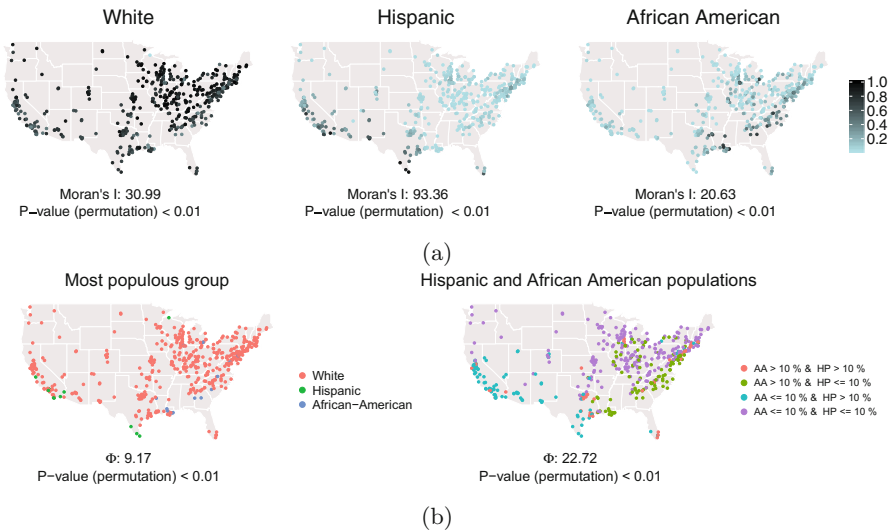 White
Hispanic
African American
1.0
0.8
0.6
0.4
0.2
Moran's I: 30.99
P−value (permutation) < 0.01
Moran's I: 93.36
P−value (permutation) < 0.01
Moran's I: 20.63
P−value (permutation) < 0.01
(a)
Most populous group
White
Hispanic
African−American
Φ: 9.17
P−value (permutation) < 0.01
Hispanic and African American populations
AA > 10 % & HP > 10 %
AA > 10 % & HP <= 10 %
AA <= 10 % & HP > 10 %
AA <= 10 % & HP <= 10 %
Φ: 22.72
P−value (permutation) < 0.01
(b)